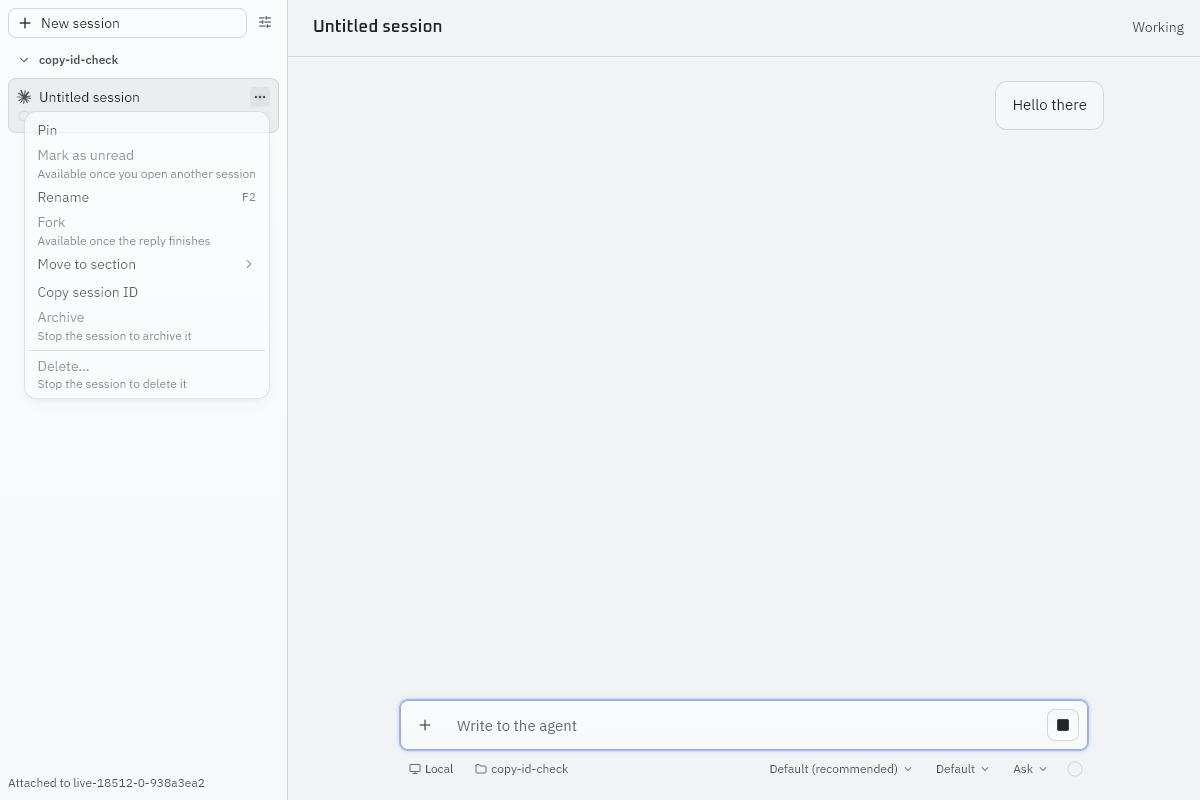 New session
copy-id-check
Untitled session
Pin
Mark as unread
Available once you open another session
Rename F2
Fork
Available once the reply finishes
Move to section
Copy session ID
Archive
Stop the session to archive it
Delete...
Stop the session to delete it
Attached to live-18512-0-938a3ea2
Untitled session
Working
Hello there
Write to the agent
Local copy-id-check Default (recommended) Default Ask